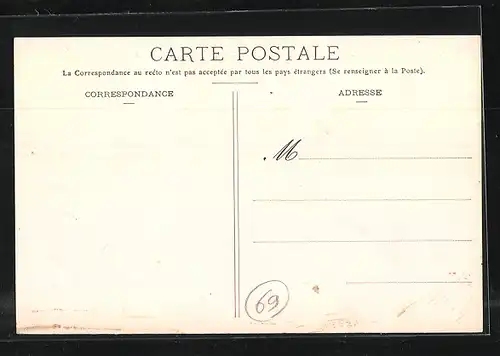 CARTE POSTALE
La Correspondance au recto n'est pas acceptée par tous les pays étrangers (Se renseigner à la Poste).
CORRESPONDANCE
ADRESSE
M
69